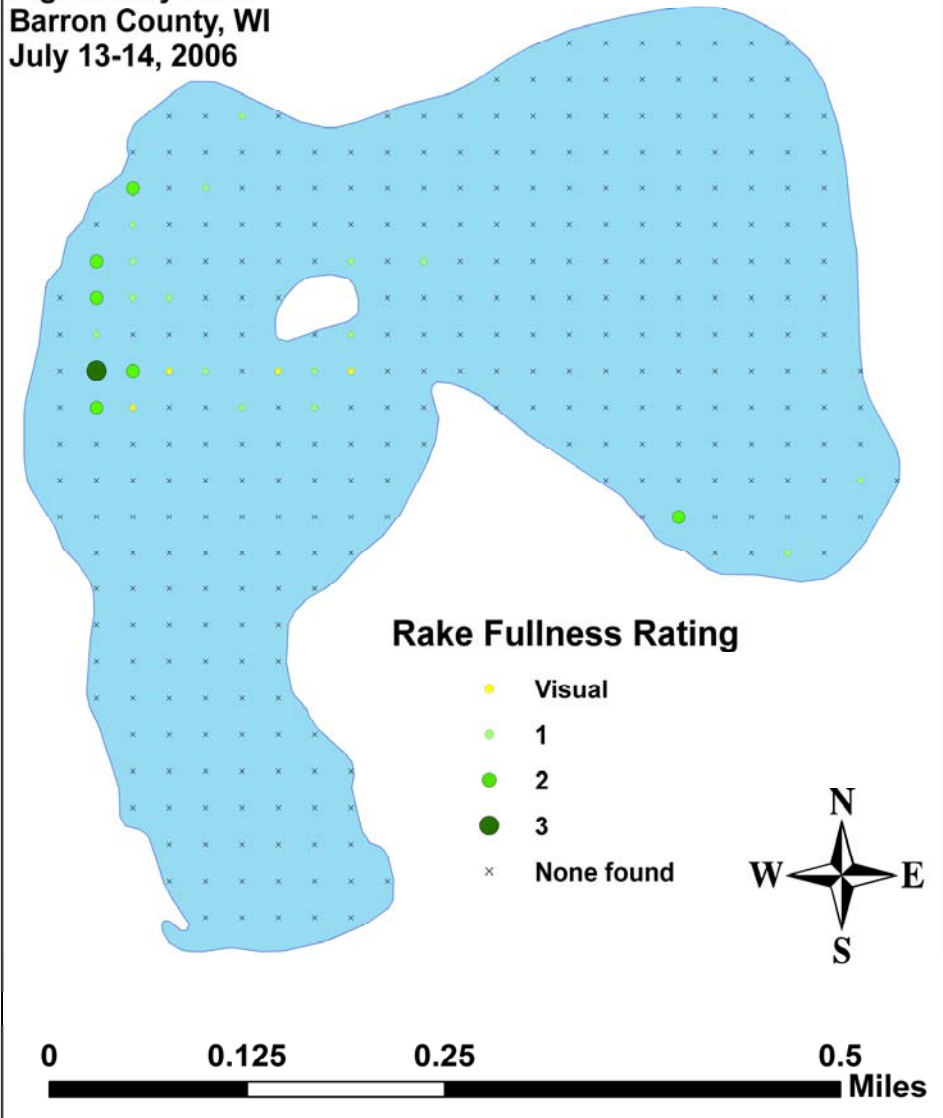 Barron County, WI
July 13-14, 2006
Rake Fullness Rating
Visual
1
2
3
None found
N
W E
S
0 0.125 0.25 0.5
Miles